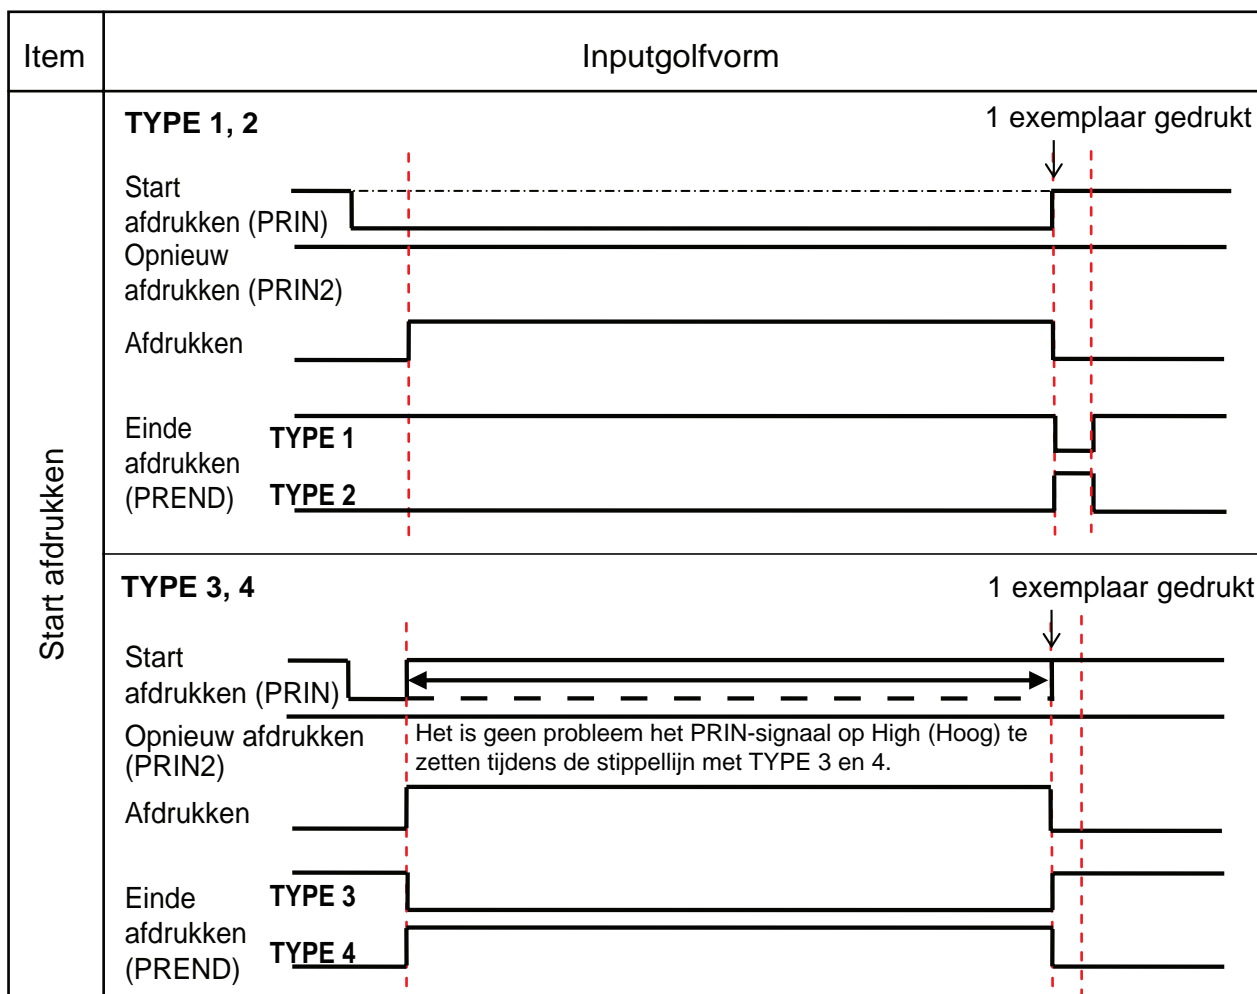 Item
Inputgolfvorm
Start afdrukken
TYPE 1, 2
1 exemplaar gedrukt
Start
afdrukken (PRIN)
Opnieuw
afdrukken (PRIN2)
Afdrukken
Einde
afdrukken
(PREND)
TYPE 1
TYPE 2
TYPE 3, 4
1 exemplaar gedrukt
Start
afdrukken (PRIN)
Opnieuw afdrukken
(PRIN2)
Het is geen probleem het PRIN-signaal op High (Hoog) te
zetten tijdens de stippellijn met TYPE 3 en 4.
Afdrukken
Einde
afdrukken
(PREND)
TYPE 3
TYPE 4